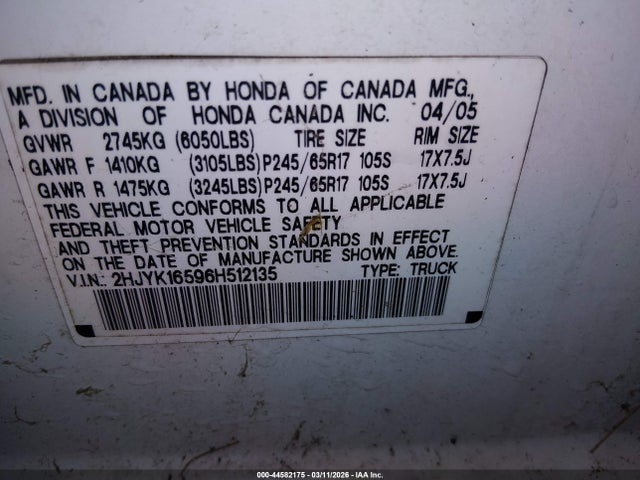 MFD. IN CANADA BY HONDA OF CANADA MFG.,
A DIVISION OF HONDA CANADA INC. 04/05
GVWR 2745KG (6050LBS) TIRE SIZE RIM SIZE
GAWR F 1410KG (3105LBS) P245/65R17 105S 17X7.5J
GAWR R 1475KG (3245LBS) P245/65R17 105S 17X7.5J
THIS VEHICLE CONFORMS TO ALL APPLICABLE
FEDERAL MOTOR VEHICLE SAFETY
AND THEFT PREVENTION STANDARDS IN EFFECT
ON THE DATE OF MANUFACTURE SHOWN ABOVE.
V.I.N.: 2HJYK16596H512135 TYPE: TRUCK
000-44582175 - 03/11/2026 - IAA Inc.